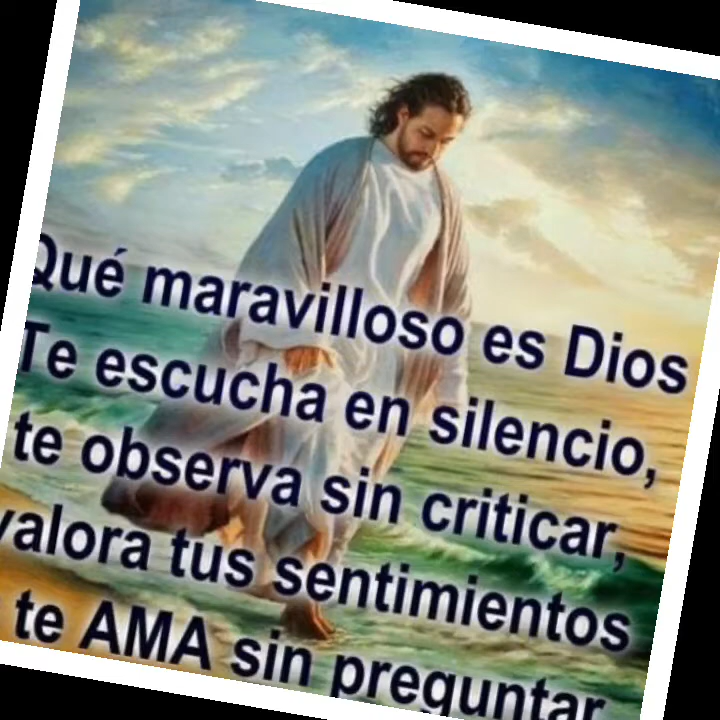 Qué maravilloso es Dios
Te escucha en silencio,
te observa sin criticar,
valora tus sentimientos
te AMA sin preguntar